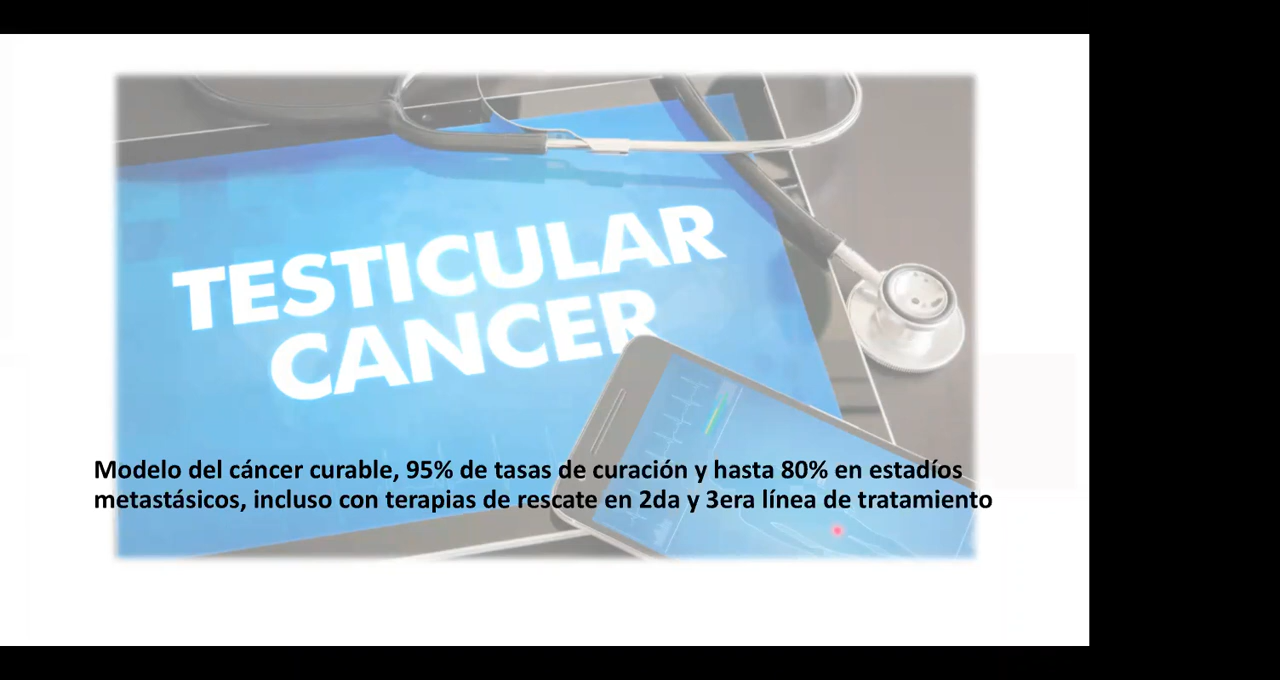 TESTICULAR
CANCER
Modelo del cáncer curable, 95% de tasas de curación y hasta 80% en estadíos
metastásicos, incluso con terapias de rescate en 2da y 3era línea de tratamiento